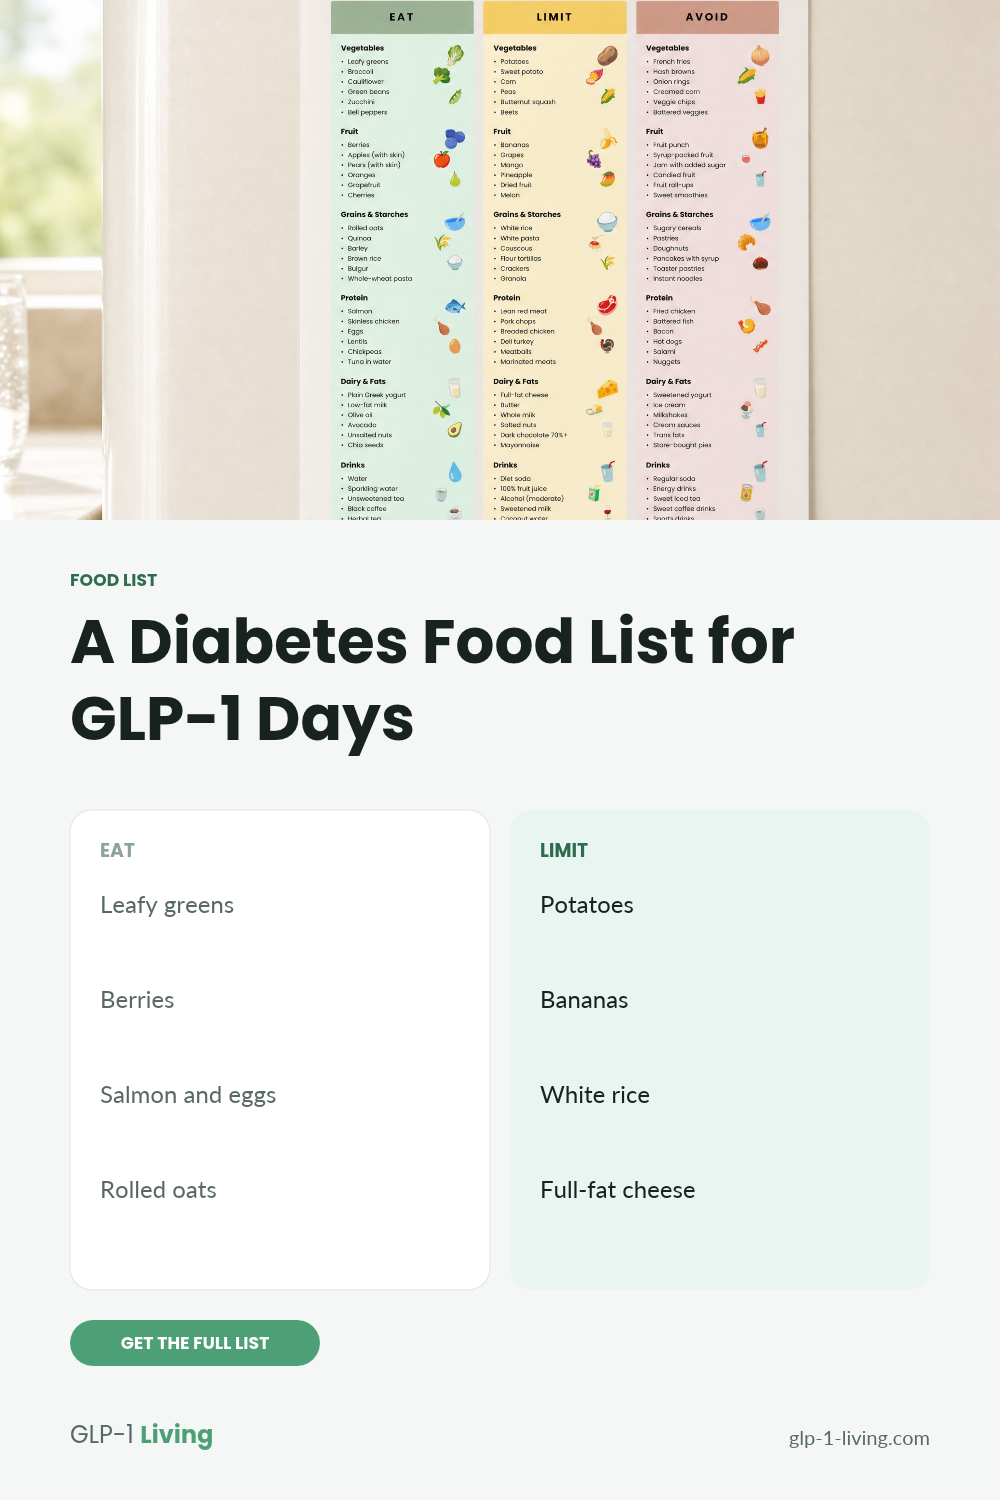 EAT
Vegetables
• Leafy greens
• Broccoli
• Cauliflower
• Green beans
• Zucchini
• Bell peppers
Fruit
• Berries
• Apples (with skin)
• Pears (with skin)
• Oranges
• Grapefruit
• Cherries
Grains & Starches
• Rolled oats
• Quinoa
• Barley
• Brown rice
• Bulgur
• Whole-wheat pasta
Protein
• Salmon
• Skinless chicken
• Eggs
• Lentils
• Chickpeas
• Tuna in water
Dairy & Fats
• Plain Greek yogurt
• Low-fat milk
• Olive oil
• Avocado
• Unsalted nuts
• Chia seeds
Drinks
• Water
• Sparkling water
• Unsweetened tea
• Black coffee
• Herbal tea
LIMIT
Vegetables
• Potatoes
• Sweet potato
• Corn
• Peas
• Butternut squash
• Beets
Fruit
• Bananas
• Grapes
• Mango
• Pineapple
• Dried fruit
• Melon
Grains & Starches
• White rice
• White pasta
• Couscous
• Flour tortillas
• Crackers
• Granola
Protein
• Lean red meat
• Pork chops
• Breaded chicken
• Deli turkey
• Meatballs
• Marinated meats
Dairy & Fats
• Full-fat cheese
• Butter
• Whole milk
• Salted nuts
• Dark chocolate 70%+
• Mayonnaise
Drinks
• Diet soda
• 100% fruit juice
• Alcohol (moderate)
• Sweetened milk
• Coconut water
AVOID
Vegetables
• French fries
• Hash browns
• Onion rings
• Creamed corn
• Veggie chips
• Battered veggies
Fruit
• Fruit punch
• Syrup-packed fruit
• Jam with added sugar
• Candied fruit
• Fruit roll-ups
• Sweet smoothies
Grains & Starches
• Sugary cereals
• Pastries
• Doughnuts
• Pancakes with syrup
• Toaster pastries
• Instant noodles
Protein
• Fried chicken
• Battered fish
• Bacon
• Hot dogs
• Salami
• Nuggets
Dairy & Fats
• Sweetened yogurt
• Ice cream
• Milkshakes
• Cream sauces
• Trans fats
• Store-bought pies
Drinks
• Regular soda
• Energy drinks
• Sweet iced tea
• Sweet coffee drinks
• Sports drinks
FOOD LIST
A Diabetes Food List for
GLP-1 Days
EAT
Leafy greens
Berries
Salmon and eggs
Rolled oats
LIMIT
Potatoes
Bananas
White rice
Full-fat cheese
GET THE FULL LIST
GLP-1 Living
glp-1-living.com